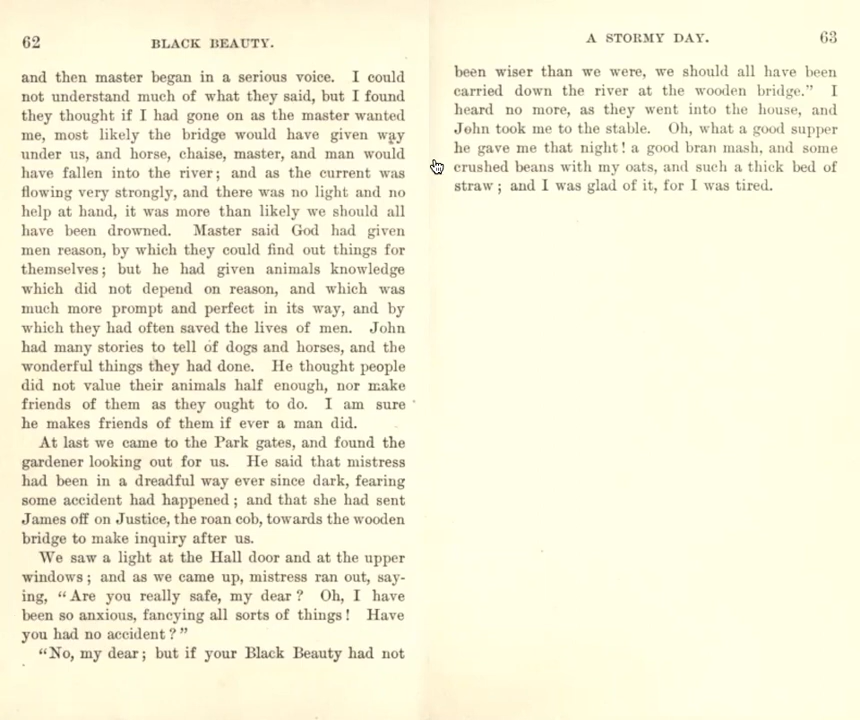 62
BLACK BEAUTY.
and then master began in a serious voice. I could
not understand much of what they said, but I found
they thought if I had gone on as the master wanted
me, most likely the bridge would have given way
under us, and horse, chaise, master, and man would
have fallen into the river; and as the current was
flowing very strongly, and there was no light and no
help at hand, it was more than likely we should all
have been drowned. Master said God had given
men reason, by which they could find out things for
themselves; but he had given animals knowledge
which did not depend on reason, and which was
much more prompt and perfect in its way, and by
which they had often saved the lives of men. John
had many stories to tell of dogs and horses, and the
wonderful things they had done. He thought people
did not value their animals half enough, nor make
friends of them as they ought to do. I am sure
he makes friends of them if ever a man did.
At last we came to the Park gates, and found the
gardener looking out for us. He said that mistress
had been in a dreadful way ever since dark, fearing
some accident had happened; and that she had sent
James off on Justice, the roan cob, towards the wooden
bridge to make inquiry after us.
We saw a light at the Hall door and at the upper
windows; and as we came up, mistress ran out, say-
ing, "Are you really safe, my dear? Oh, I have
been so anxious, fancying all sorts of things! Have
you had no accident?"
"No, my dear; but if your Black Beauty had not
A STORMY DAY.
63
been wiser than we were, we should all have been
carried down the river at the wooden bridge." I
heard no more, as they went into the house, and
John took me to the stable. Oh, what a good supper
he gave me that night! a good bran mash, and some
crushed beans with my oats, and such a thick bed of
straw; and I was glad of it, for I was tired.